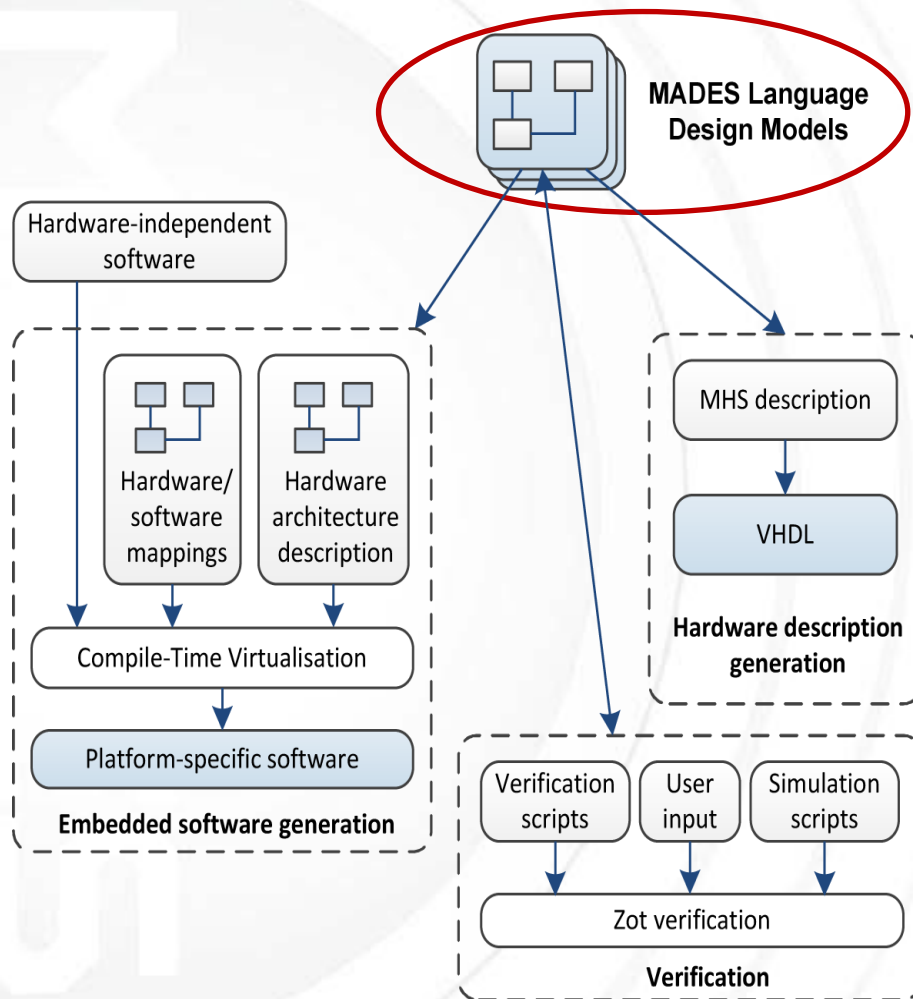 MADES Language
Design Models
Hardware-independent
software
Hardware/
software
mappings
Hardware
architecture
description
Compile-Time Virtualisation
Platform-specific software
Embedded software generation
MHS description
VHDL
Hardware description
generation
Verification
scripts
User
input
Simulation
scripts
Zot verification
Verification